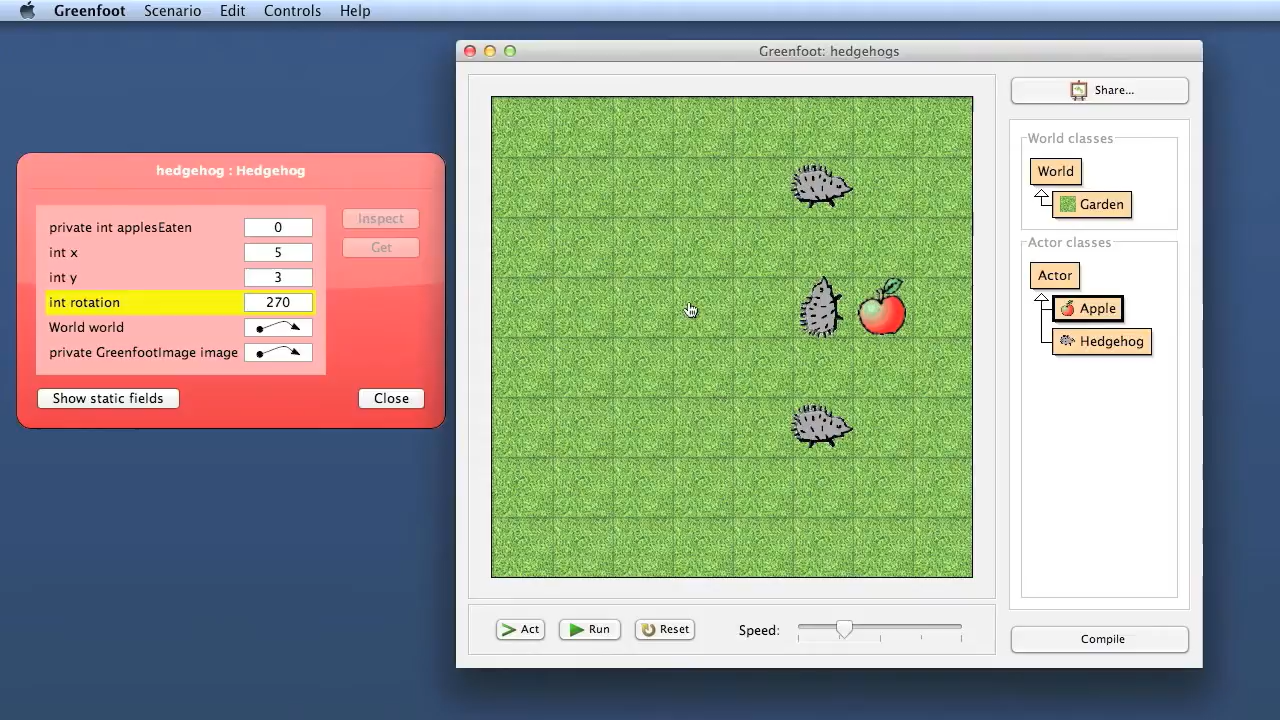 Greenfoot Scenario Edit Controls Help
Greenfoot: hedgehogs
hedgehog : Hedgehog
private int applesEaten 0
int x 5
int y 3
int rotation 270
World world
private GreenfootImage image
Inspect
Get
Show static fields
Close
Share...
World classes
World
Garden
Actor classes
Actor
Apple
Hedgehog
Act
Run
Reset
Speed:
Compile